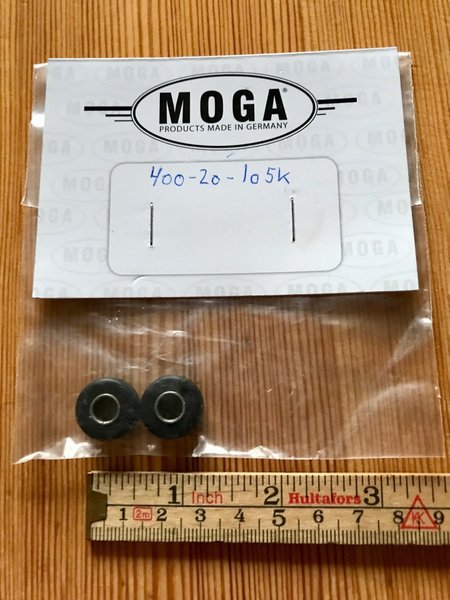 MOGA®
PRODUCTS MADE IN GERMANY
400-20-105K
1 Inch 2 Hultafors 3
1 2m 2 3 4 5 6 7 8 9